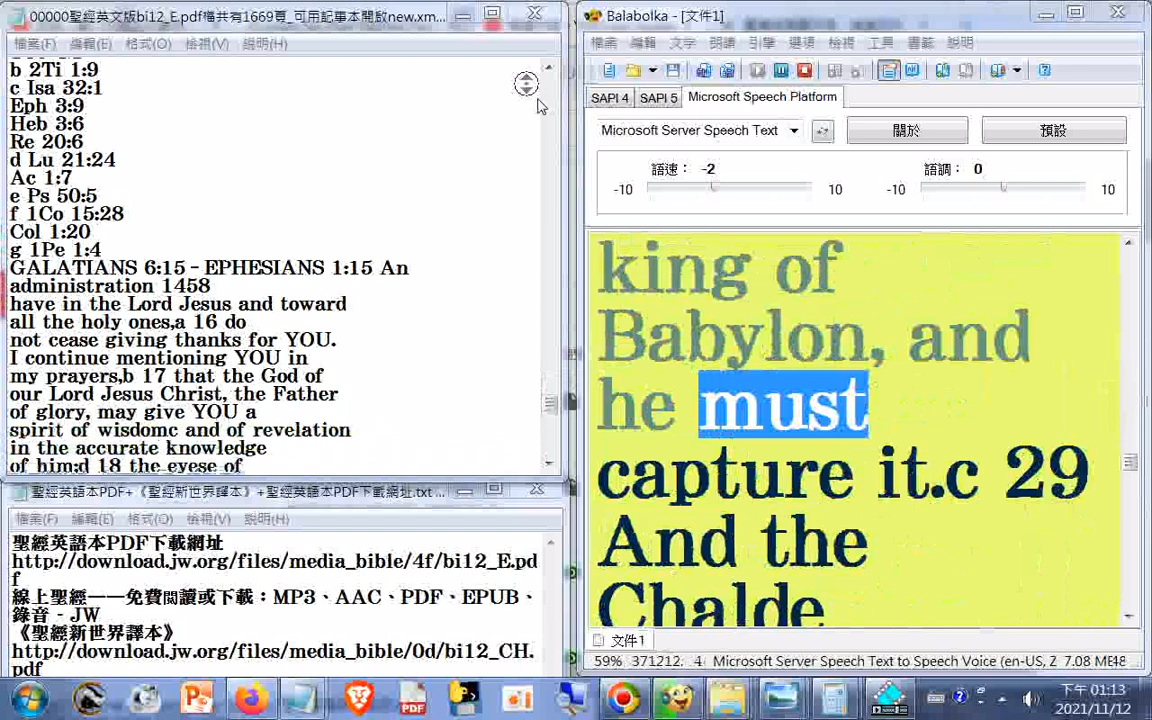 00000聖經英文版bi12_E.pdf檔共有1669頁_可用記事本開啟new.xm...
檔案(F) 編輯(E) 格式(O) 檢視(V) 說明(H)
b 2Ti 1:9
c Isa 32:1
Eph 3:9
Heb 3:6
Re 20:6
d Lu 21:24
Ac 1:7
e Ps 50:5
f 1Co 15:28
Col 1:20
g 1Pe 1:4
GALATIANS 6:15–EPHESIANS 1:15 An
administration 1458
have in the Lord Jesus and toward
all the holy ones,a 16 do
not cease giving thanks for YOU.
I continue mentioning YOU in
my prayers,b 17 that the God of
our Lord Jesus Christ, the Father
of glory, may give YOU a
spirit of wisdomc and of revelation
in the accurate knowledge
of him;d 18 the eyese of
聖經英語本PDF+《聖經新世界譯本》+聖經英語本PDF下載網址.txt ...
檔案(F) 編輯(E) 格式(O) 檢視(V) 說明(H)
聖經英語本PDF下載網址
http://download.jw.org/files/media_bible/4f/bi12_E.pd
f
線上聖經——免費閱讀或下載：MP3、AAC、PDF、EPUB、
錄音 - JW
《聖經新世界譯本》
http://download.jw.org/files/media_bible/0d/bi12_CH.
pdf
Balabolka - [文件1]
檔案 編輯 文字 朗讀 引擎 選項 檢視 工具 書籤 說明
SAPI 4 SAPI 5 Microsoft Speech Platform
Microsoft Server Speech Text 關於 預設
語速： -2 語調： 0
-10 10 -10 10
king of
Babylon, and
he must
capture it.c 29
And the
Chalde
文件1
59% 371212. 4 Microsoft Server Speech Text to Speech Voice (en-US, 2 7.08 ME48
下午 01:13
2021/11/12